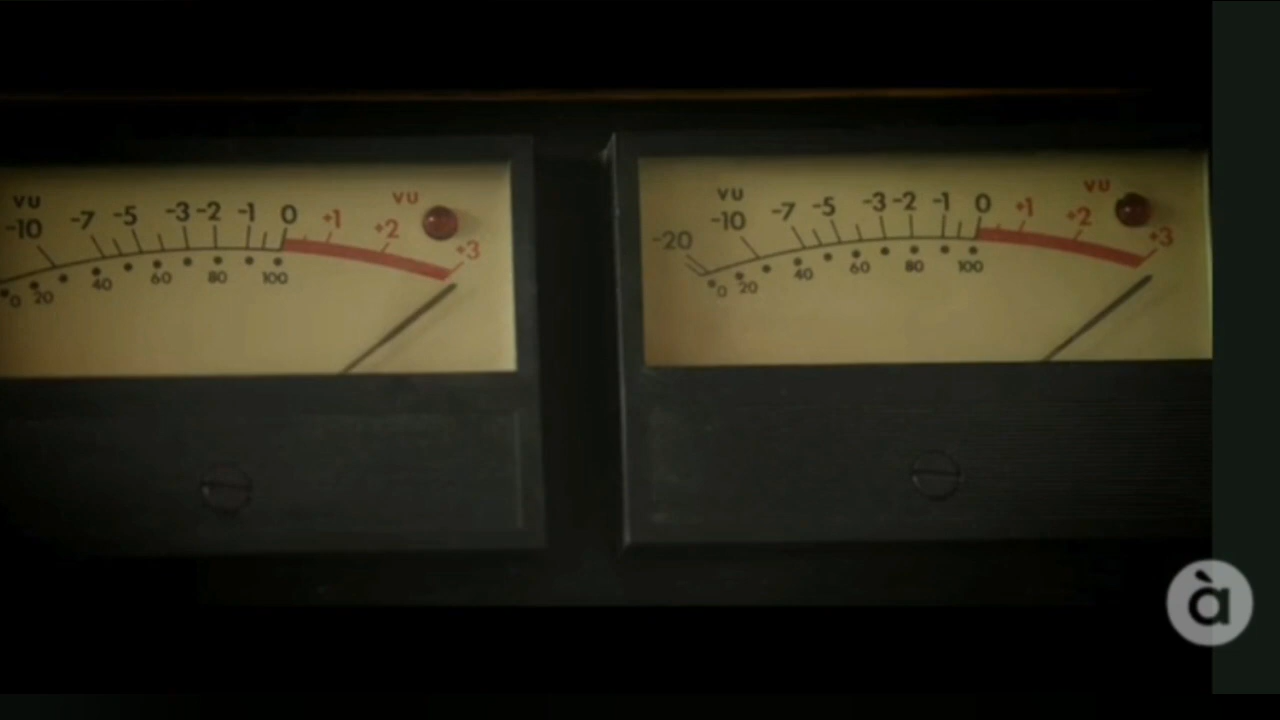 VU VU
-10 -7 -5 -3 -2 -1 0 +1 +2 +3
0 20 40 60 80 100
VU VU
-20 -10 -7 -5 -3 -2 -1 0 +1 +2 +3
0 20 40 60 80 100
à